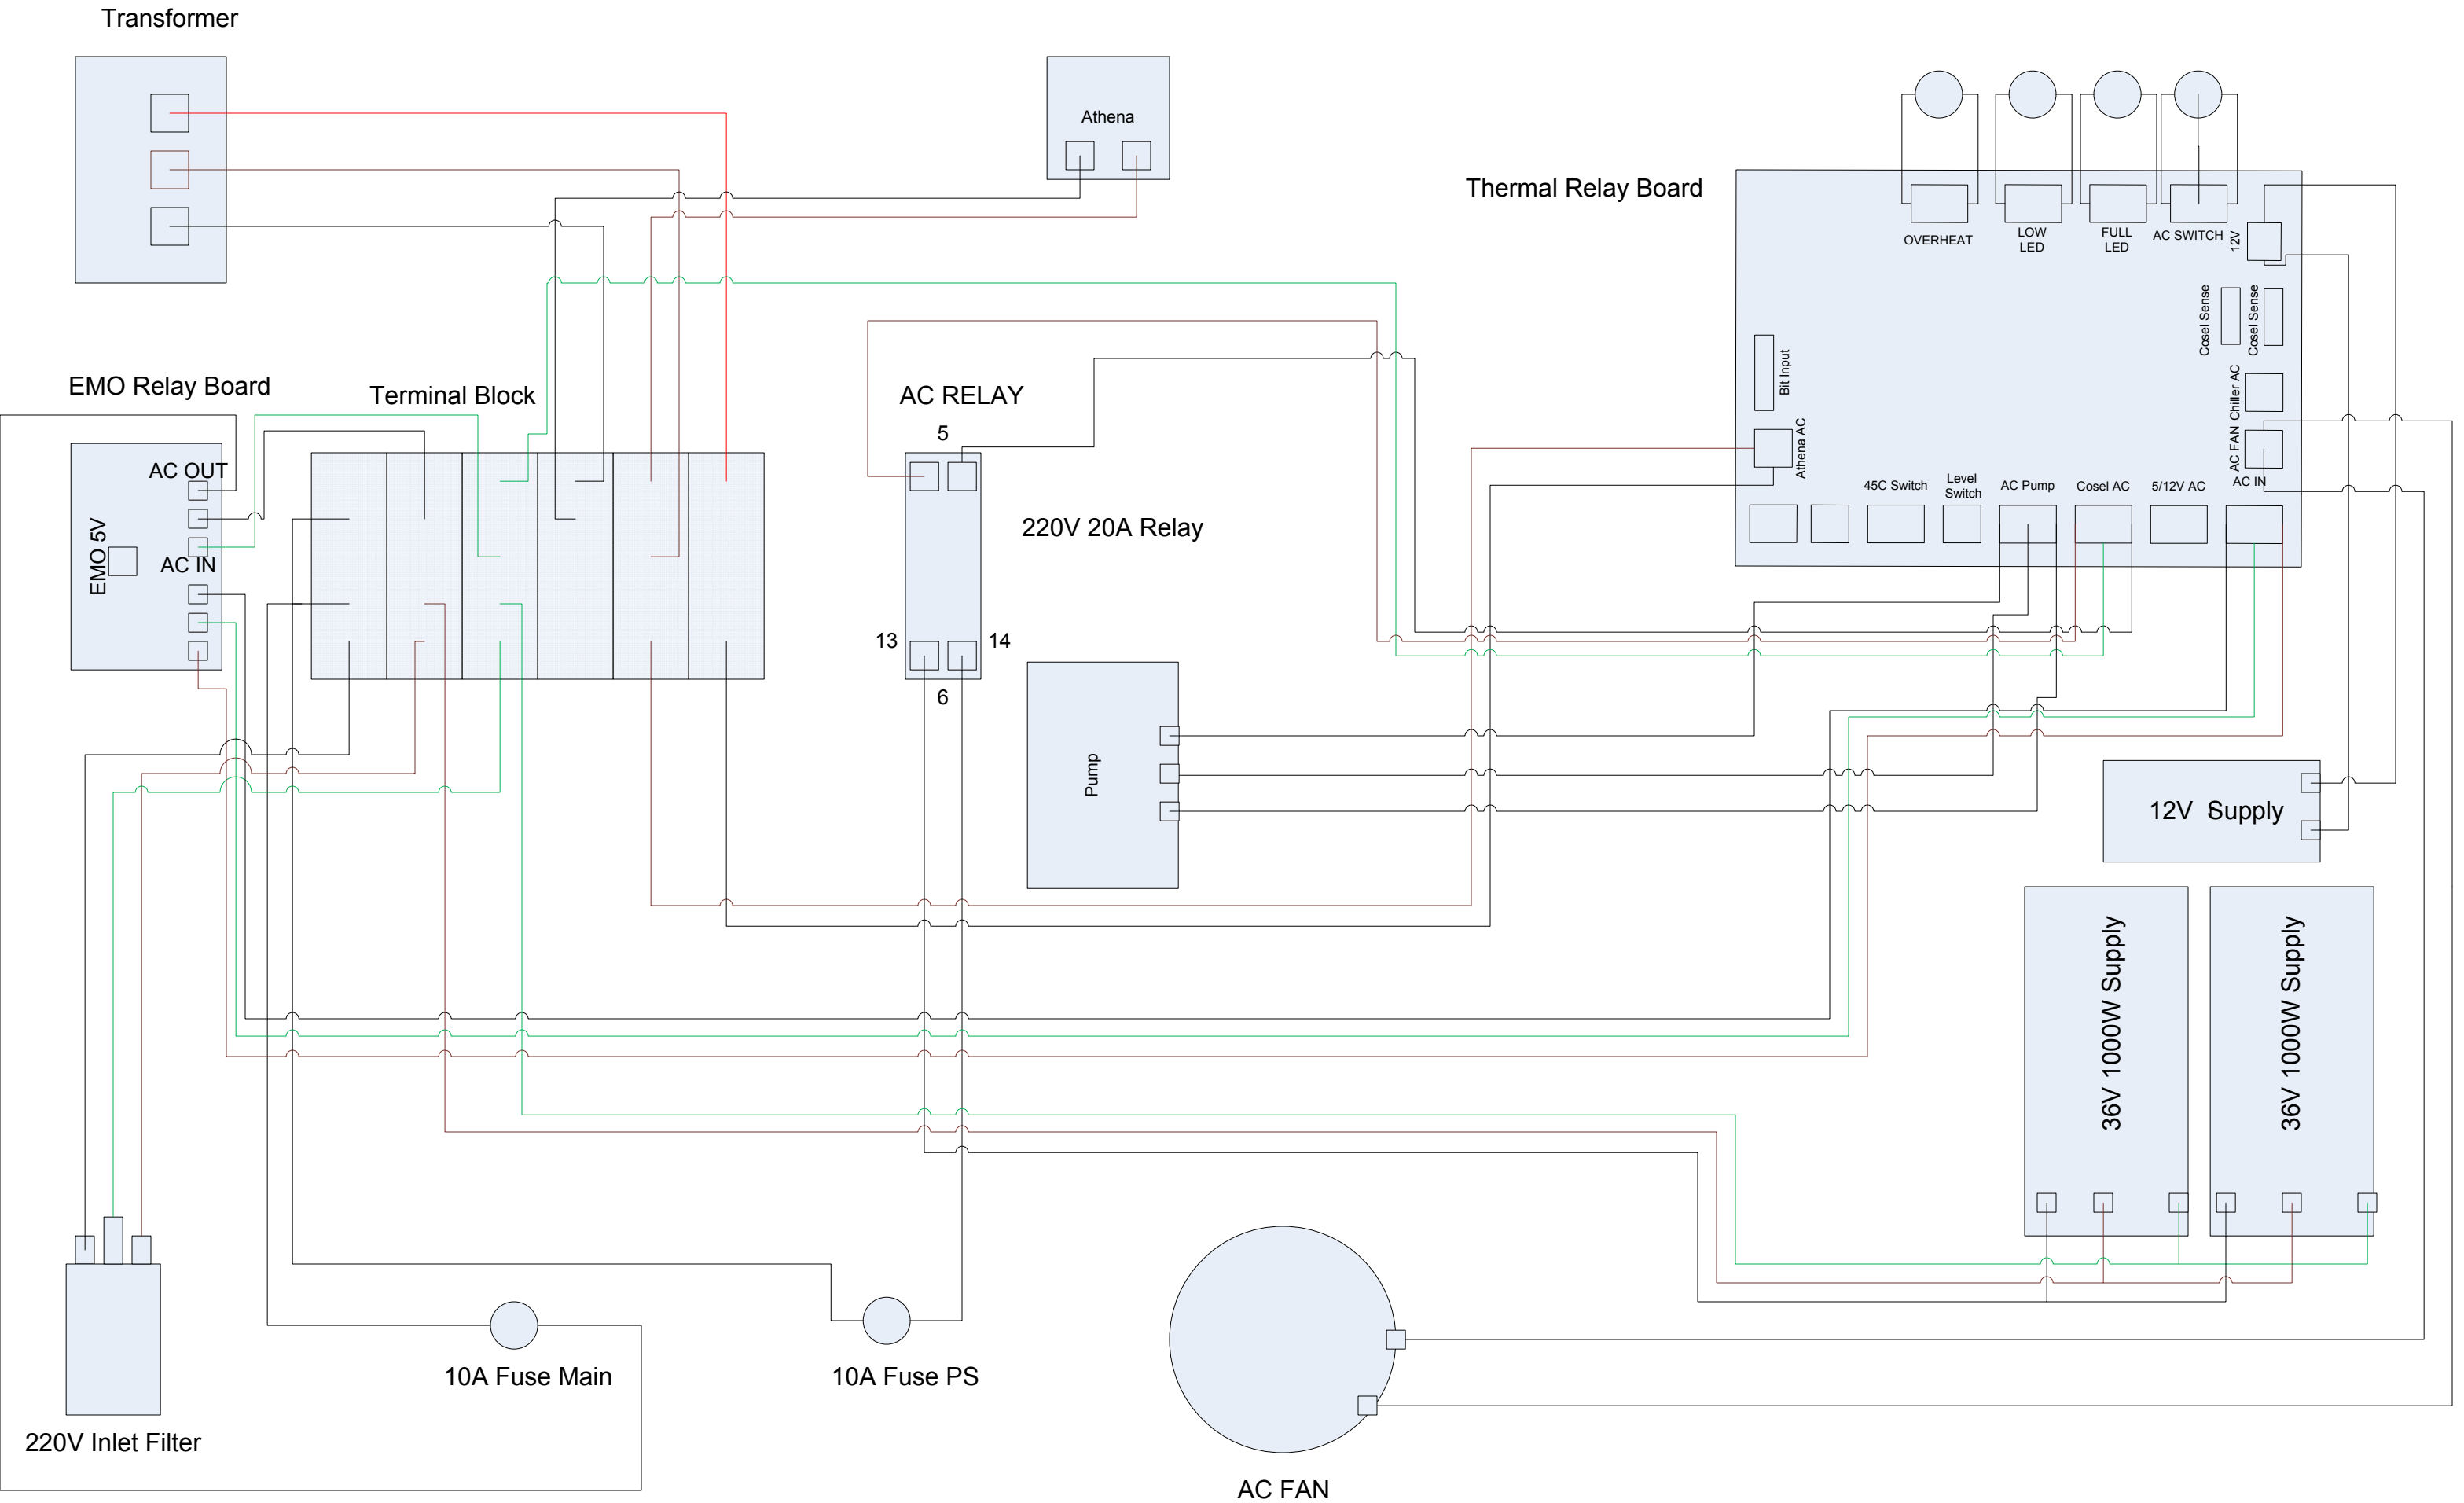 Transformer
Athena
Thermal Relay Board
OVERHEAT
LOW
LED
FULL
LED
AC SWITCH
12V
Cosel Sense
Cosel Sense
Bit Input
Chiller AC
AC FAN
Athena AC
45C Switch
Level
Switch
AC Pump
Cosel AC
5/12V AC
AC IN
EMO Relay Board
Terminal Block
AC RELAY
5
AC OUT
EMO 5V
AC IN
220V 20A Relay
13
14
6
Pump
12V Supply
36V 1000W Supply
36V 1000W Supply
10A Fuse Main
10A Fuse PS
220V Inlet Filter
AC FAN